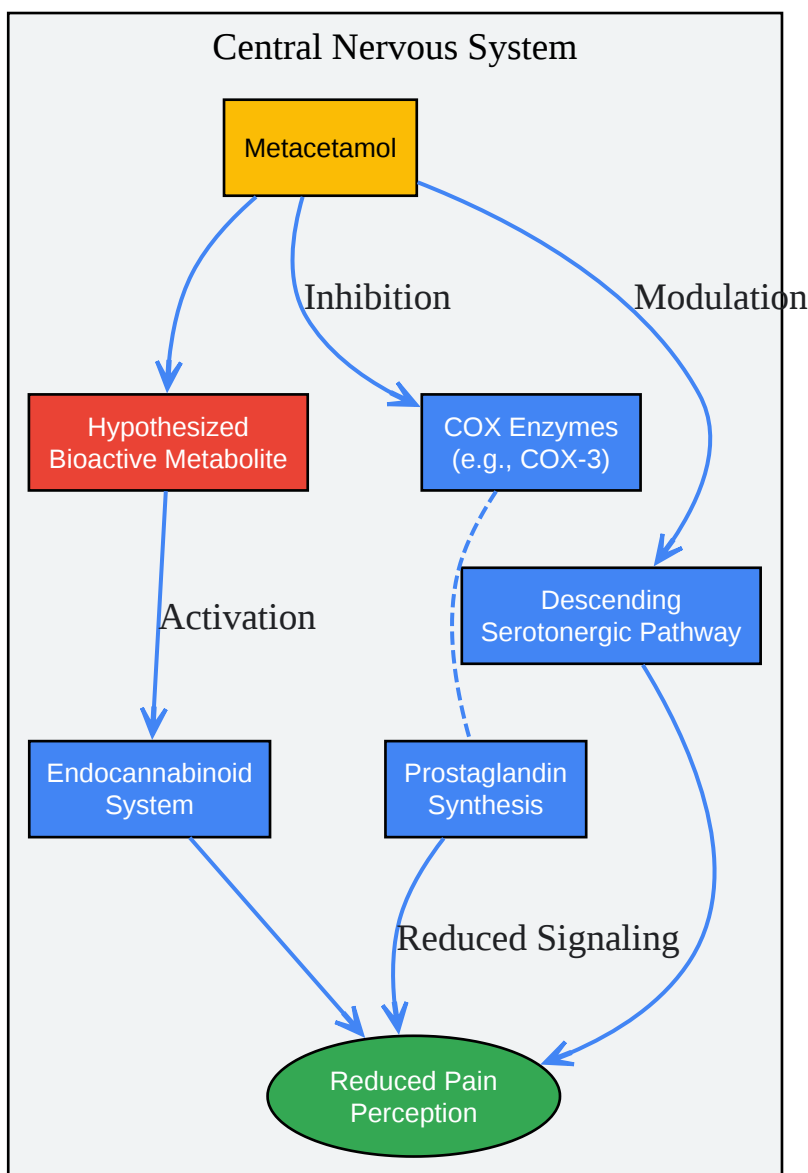 Central Nervous System
Metacetamol
Inhibition
Modulation
Hypothesized
Bioactive Metabolite
COX Enzymes
(e.g., COX-3)
Descending
Serotonergic Pathway
Activation
Endocannabinoid
System
Prostaglandin
Synthesis
Reduced Signaling
Reduced Pain
Perception